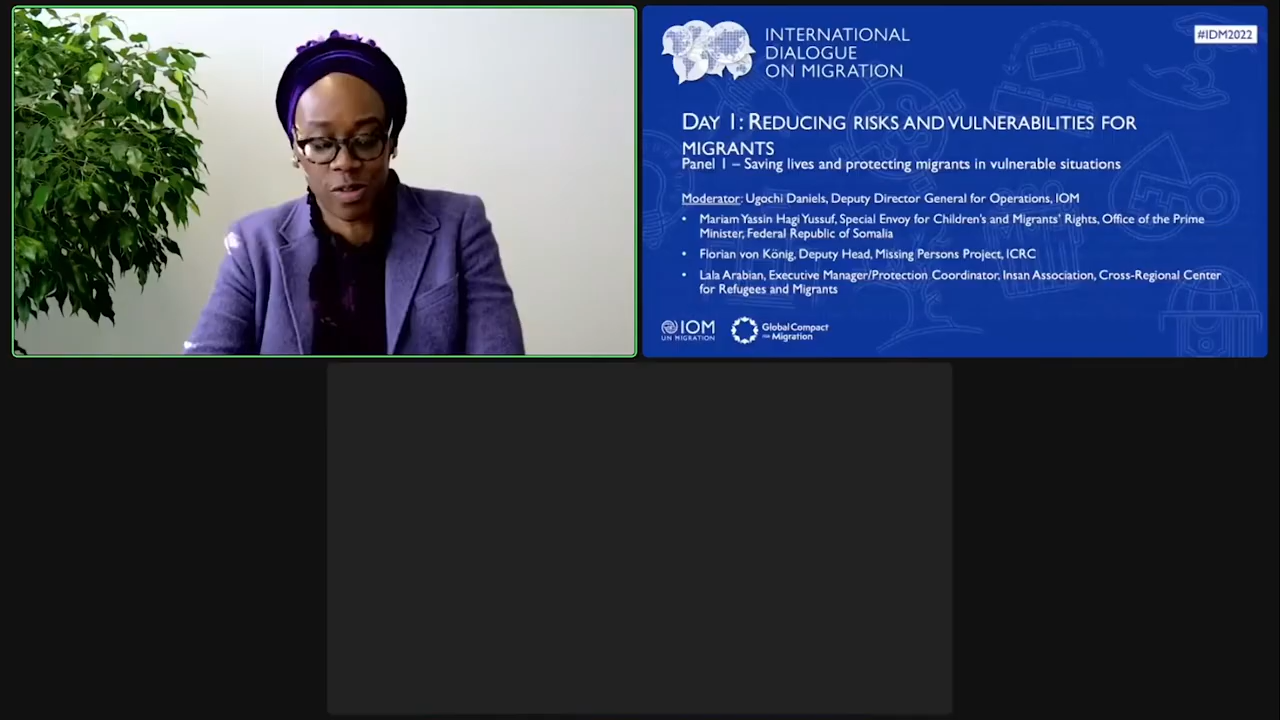 INTERNATIONAL
DIALOGUE
ON MIGRATION
#IDM2022
DAY 1: REDUCING RISKS AND VULNERABILITIES FOR
MIGRANTS
Panel 1 – Saving lives and protecting migrants in vulnerable situations
Moderator: Ugochi Daniels, Deputy Director General for Operations, IOM
• Mariam Yassin Hagi Yussuf, Special Envoy for Children's and Migrants' Rights, Office of the Prime
Minister, Federal Republic of Somalia
• Florian von König, Deputy Head, Missing Persons Project, ICRC
• Lala Arabian, Executive Manager/Protection Coordinator, Insan Association, Cross-Regional Center
for Refugees and Migrants
IOM
UN MIGRATION
Global Compact
FOR Migration